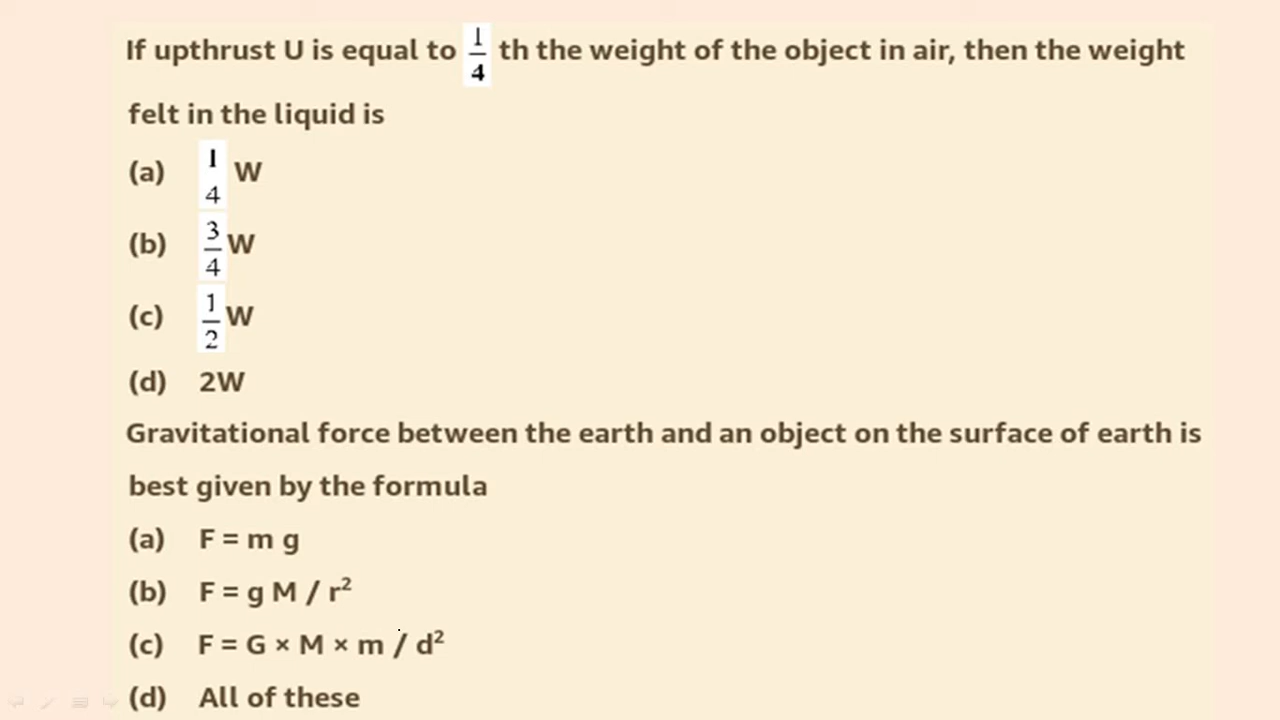 If upthrust U is equal to 1/4 th the weight of the object in air, then the weight
felt in the liquid is
(a) 1/4 W
(b) 3/4 W
(c) 1/2 W
(d) 2W
Gravitational force between the earth and an object on the surface of earth is
best given by the formula
(a) F = m g
(b) F = g M / r²
(c) F = G × M × m / d²
(d) All of these